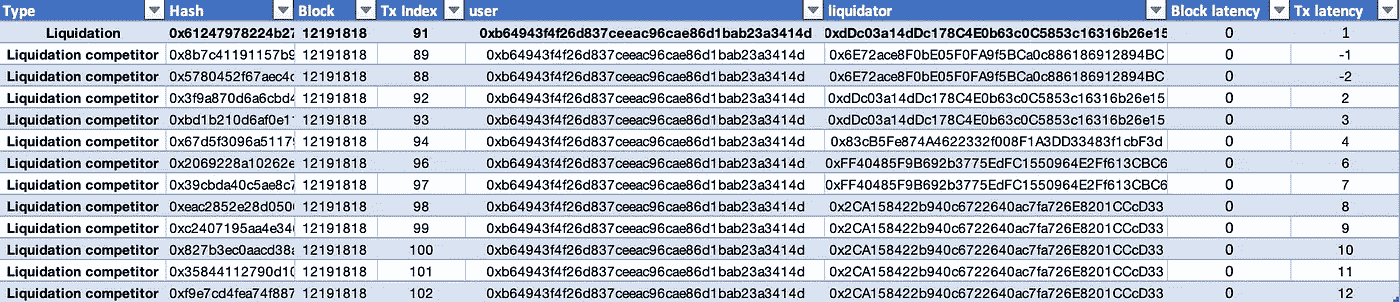 Type Hash Block Tx Index user liquidator Block latency Tx latency
Liquidation 0x61247978224b27 12191818 91 0xb64943f4f26d837ceeac96cae86d1bab23a3414d 0xdDc03a14dDc178C4E0b63c0C5853c16316b26e15 0 1
Liquidation competitor 0x8b7c41191157b9 12191818 89 0xb64943f4f26d837ceeac96cae86d1bab23a3414d 0x6E72ace8F0bE05F0FA9f5BCa0c886186912894BC 0 -1
Liquidation competitor 0x5780452f67aec4c 12191818 88 0xb64943f4f26d837ceeac96cae86d1bab23a3414d 0x6E72ace8F0bE05F0FA9f5BCa0c886186912894BC 0 -2
Liquidation competitor 0x3f9a870d6a6cbd4 12191818 92 0xb64943f4f26d837ceeac96cae86d1bab23a3414d 0xdDc03a14dDc178C4E0b63c0C5853c16316b26e15 0 2
Liquidation competitor 0xbd1b210d6af0e1 12191818 93 0xb64943f4f26d837ceeac96cae86d1bab23a3414d 0xdDc03a14dDc178C4E0b63c0C5853c16316b26e15 0 3
Liquidation competitor 0x67d5f3096a5117 12191818 94 0xb64943f4f26d837ceeac96cae86d1bab23a3414d 0x83cB5Fe874A4622332f008F1A3DD33483f1cbF3d 0 4
Liquidation competitor 0x2069228a10262e 12191818 96 0xb64943f4f26d837ceeac96cae86d1bab23a3414d 0xFF40485F9B692b3775EdFC1550964E2Ff613CBC6 0 6
Liquidation competitor 0x39cbda40c5ae8c7 12191818 97 0xb64943f4f26d837ceeac96cae86d1bab23a3414d 0xFF40485F9B692b3775EdFC1550964E2Ff613CBC6 0 7
Liquidation competitor 0xeac2852e28d050 12191818 98 0xb64943f4f26d837ceeac96cae86d1bab23a3414d 0x2CA158422b940c6722640ac7fa726E8201CCcD33 0 8
Liquidation competitor 0xc2407195aa4e34 12191818 99 0xb64943f4f26d837ceeac96cae86d1bab23a3414d 0x2CA158422b940c6722640ac7fa726E8201CCcD33 0 9
Liquidation competitor 0x827b3ec0aacd38 12191818 100 0xb64943f4f26d837ceeac96cae86d1bab23a3414d 0x2CA158422b940c6722640ac7fa726E8201CCcD33 0 10
Liquidation competitor 0x35844112790d10 12191818 101 0xb64943f4f26d837ceeac96cae86d1bab23a3414d 0x2CA158422b940c6722640ac7fa726E8201CCcD33 0 11
Liquidation competitor 0xf9e7cd4fea74f887 12191818 102 0xb64943f4f26d837ceeac96cae86d1bab23a3414d 0x2CA158422b940c6722640ac7fa726E8201CCcD33 0 12